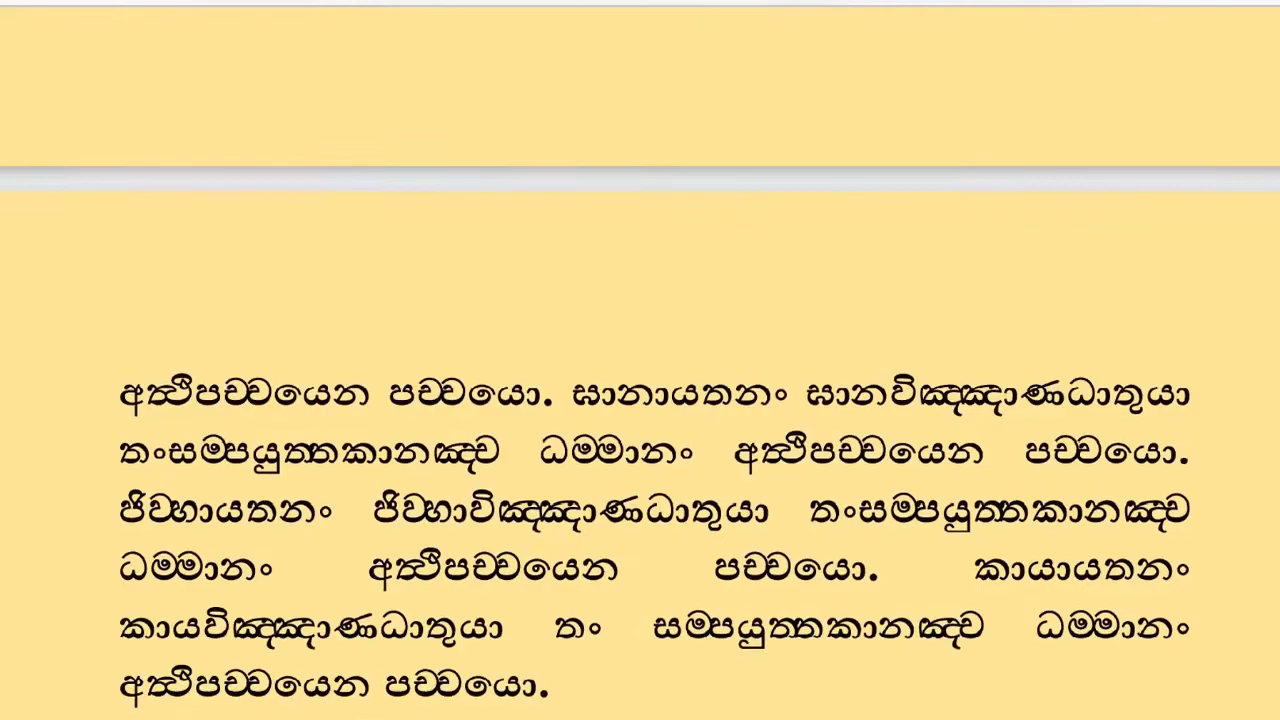 අත්‍ථිපච‍්චයෙන පච‍්චයො. ඝානායතනං ඝානවිඤ‍්ඤාණධාතුයා
තංසම‍්පයුත‍්තකානඤ‍්ච ධම‍්මානං අත්‍ථිපච‍්චයෙන පච‍්චයො.
ජිව‍්හායතනං ජිව‍්හාවිඤ‍්ඤාණධාතුයා තංසම‍්පයුත‍්තකානඤ‍්ච
ධම‍්මානං අත්‍ථිපච‍්චයෙන පච‍්චයො. කායායතනං
කායවිඤ‍්ඤාණධාතුයා තං සම‍්පයුත‍්තකානඤ‍්ච ධම‍්මානං
අත්‍ථිපච‍්චයෙන පච‍්චයො.